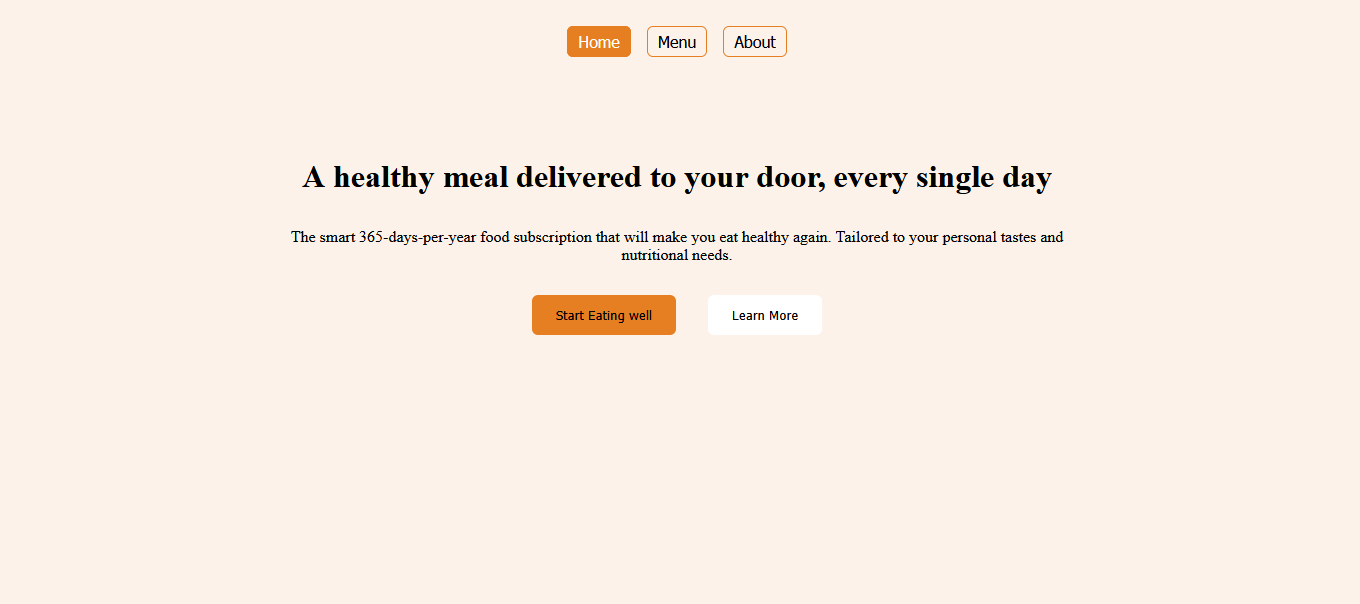 Home Menu About
A healthy meal delivered to your door, every single day
The smart 365-days-per-year food subscription that will make you eat healthy again. Tailored to your personal tastes and
nutritional needs.
Start Eating well Learn More